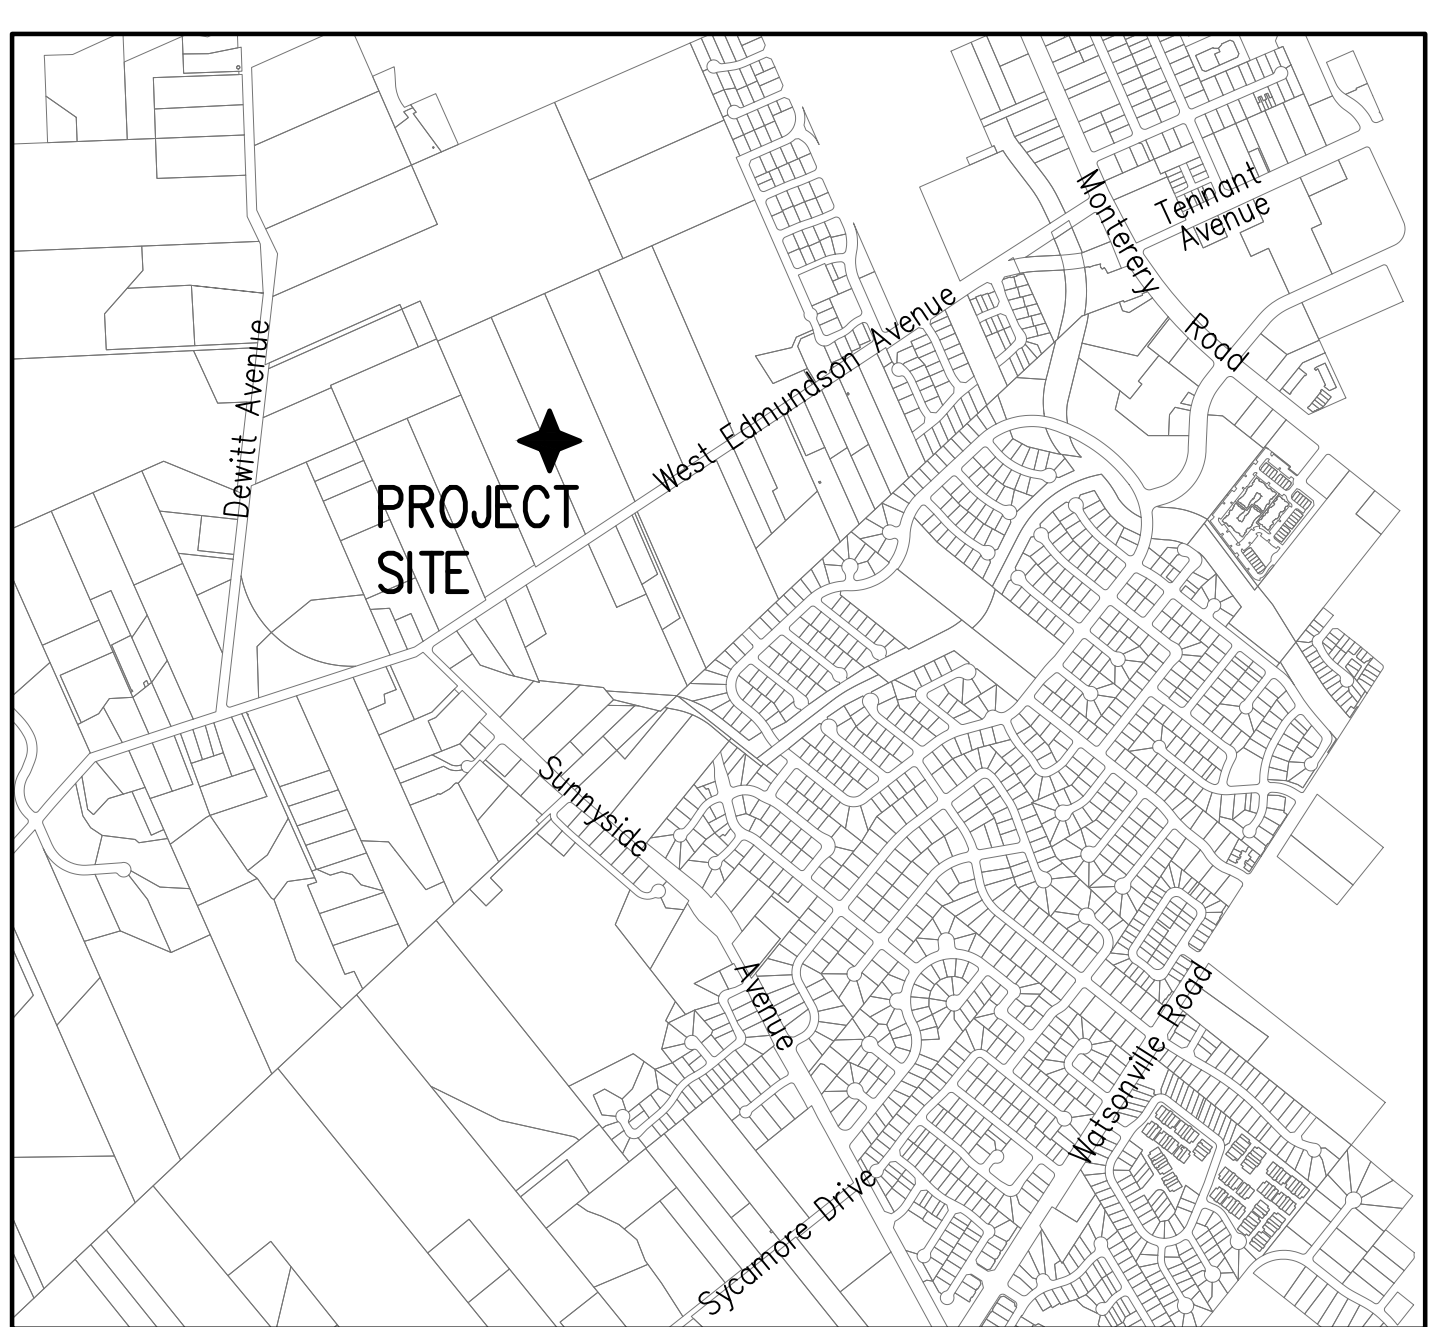 Monterery
Road
Tennant
Avenue
West Edmundson Avenue
Dewitt Avenue
PROJECT
SITE
Sunnyside
Avenue
Watsonville Road
Sycamore Drive